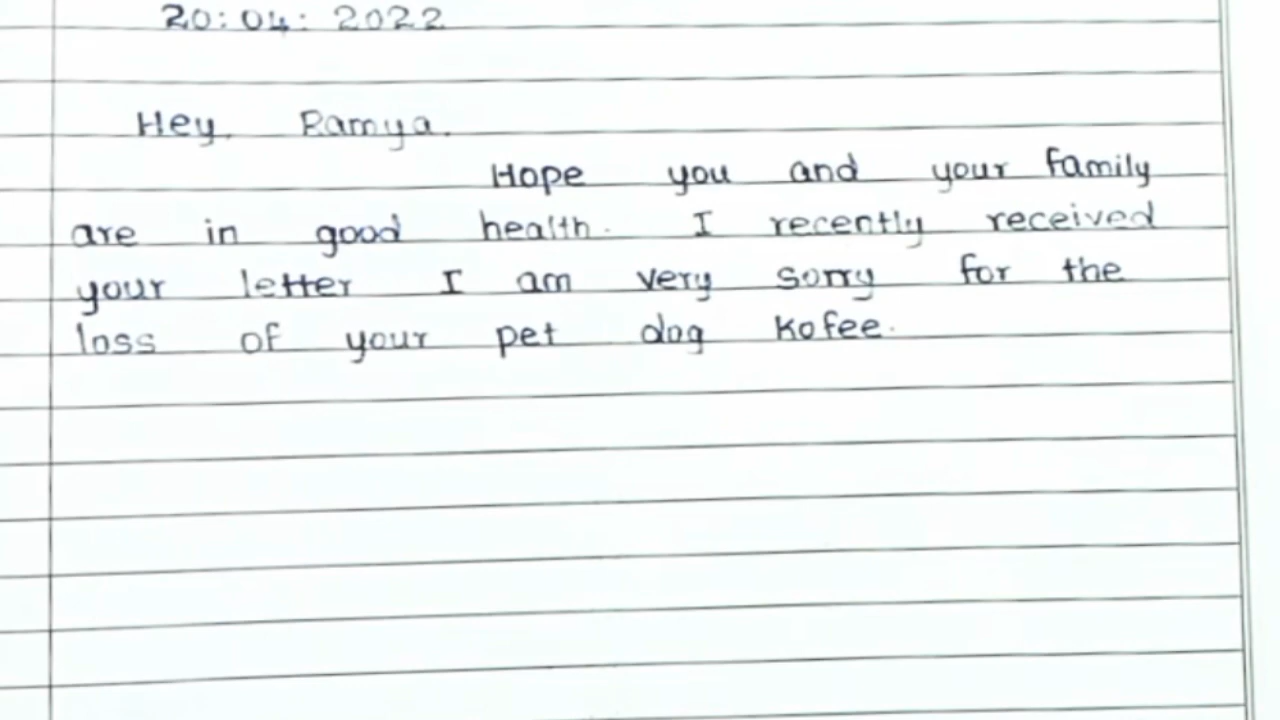 20:04: 2022
Hey, Ramya.
Hope you and your family
are in good health. I recently received
your letter I am very sorry for the
loss of your pet dog Kofee.